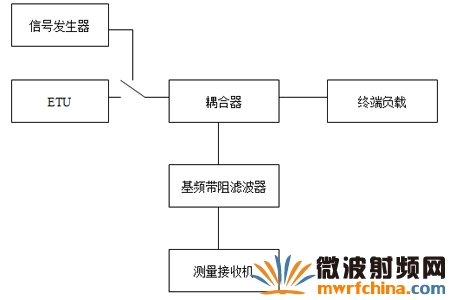 信号发生器
ETU
耦合器
终端负载
基频带阻滤波器
测量接收机
微波射频网
mwrfchina.com